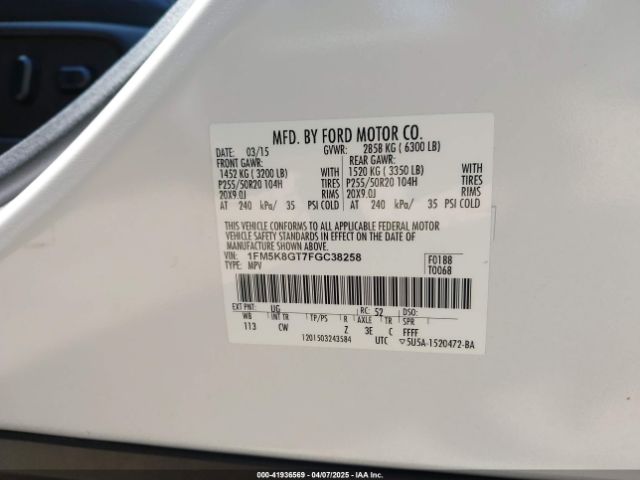 MFD. BY FORD MOTOR CO.
DATE: 03/15 GVWR: 2858 KG ( 6300 LB)
FRONT GAWR: REAR GAWR:
1452 KG ( 3200 LB) WITH 1520 KG ( 3350 LB) WITH
P255/50R20 104H TIRES P255/50R20 104H TIRES
20X9.0J RIMS 20X9.0J RIMS
AT 240 kPa/ 35 PSI COLD AT 240 kPa/ 35 PSI COLD
THIS VEHICLE CONFORMS TO ALL APPLICABLE FEDERAL MOTOR
VEHICLE SAFETY STANDARDS IN EFFECT ON THE DATE OF
MANUFACTURE SHOWN ABOVE.
VIN: 1FM5K8GT7FGC38258 F0188
TYPE: MPV T0068
EXT PNT: UG RC: 52 DSO:
WB INT TR TP/PS R AXLE TR SPR
113 CW Z 3E C FFFF
1201503243584 UTC ▽5U5A-1520472-BA
00-41936569 - 04/07/2025 - IAA Inc.